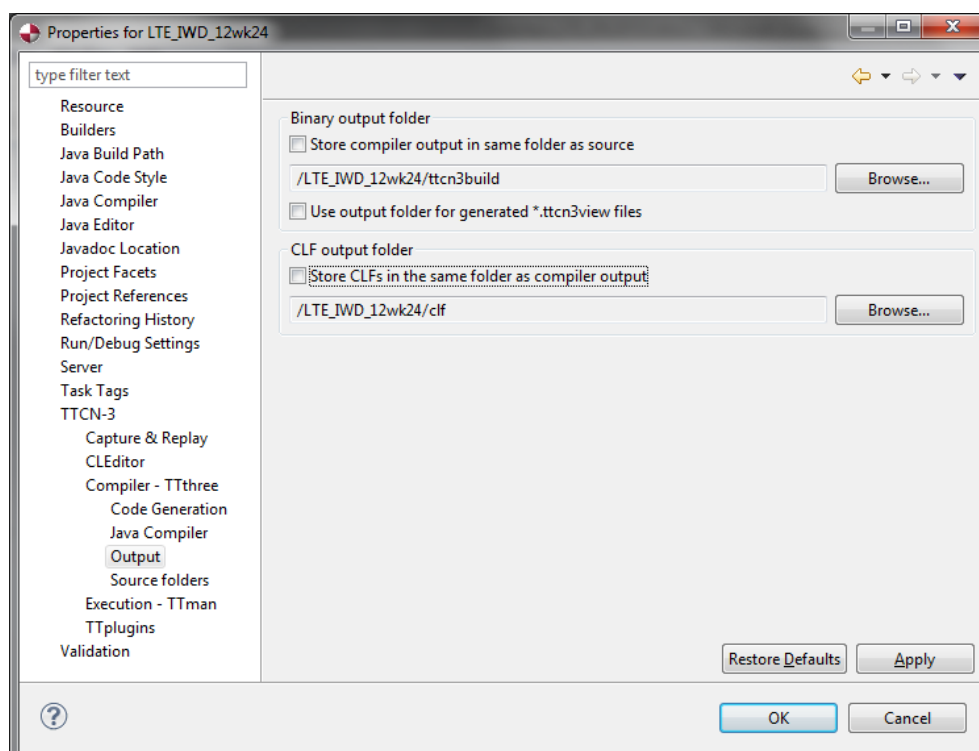 Properties for LTE_IWD_12wk24
type filter text
Resource
Builders
Java Build Path
Java Code Style
Java Compiler
Java Editor
Javadoc Location
Project Facets
Project References
Refactoring History
Run/Debug Settings
Server
Task Tags
TTCN-3
Capture & Replay
CLEditor
Compiler - TTthree
Code Generation
Java Compiler
Output
Source folders
Execution - TTman
TTplugins
Validation
Binary output folder
Store compiler output in same folder as source
/LTE_IWD_12wk24/ttcn3build
Browse...
Use output folder for generated *.ttcn3view files
CLF output folder
Store CLFs in the same folder as compiler output
/LTE_IWD_12wk24/clf
Browse...
Restore Defaults
Apply
?
OK
Cancel